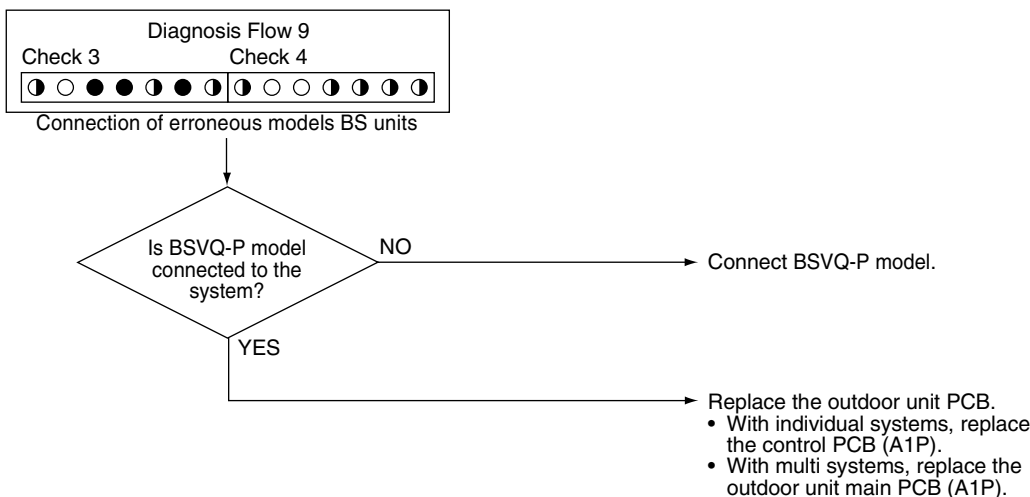 Diagnosis Flow 9
Check 3 Check 4
Connection of erroneous models BS units
Is BSVQ-P model
connected to the
system?
NO
Connect BSVQ-P model.
YES
Replace the outdoor unit PCB.
• With individual systems, replace
the control PCB (A1P).
• With multi systems, replace the
outdoor unit main PCB (A1P).